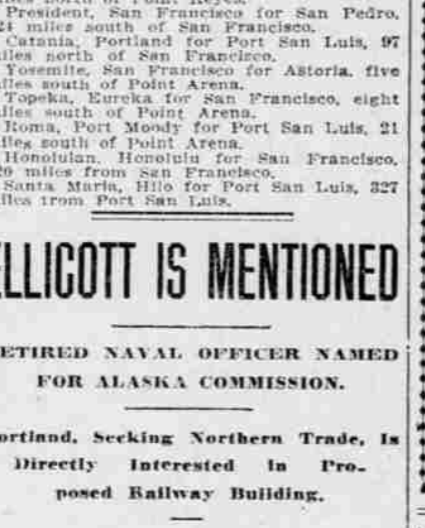 President, San Francisco for San Pedro,
miles south of San Francisco.
Catania, Portland for Port San Luis, 97
iles north of San Francisco.
Yosemite, San Francisco for Astoria, five
iles south of Point Arena.
Topeka, Eureka for San Francisco, eight
iles south of Point Arena.
Roma, Port Moody for Port San Luis, 21
iles south of Point Arena.
Honolulan, Honolulu for San Francisco,
20 miles from San Francisco.
Santa Maria, Hilo for Port San Luis, 327
iles from Port San Luis.
ELLICOTT IS MENTIONED
ETIRED NAVAL OFFICER NAMED
FOR ALASKA COMMISSION.
ortland, Seeking Northern Trade, Is
Directly Interested in Pro-
posed Railway Building.